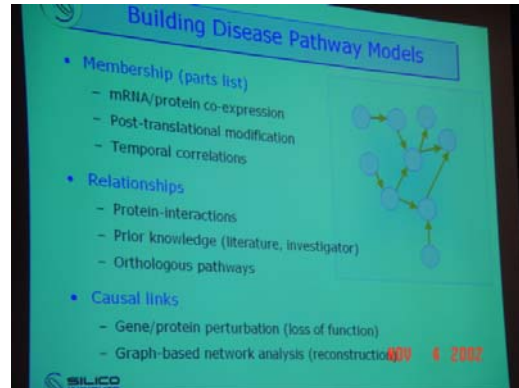 Building Disease Pathway Models
• Membership (parts list)
– mRNA/protein co-expression
– Post-translational modification
– Temporal correlations
• Relationships
– Protein-interactions
– Prior knowledge (literature, investigator)
– Orthologous pathways
• Causal links
– Gene/protein perturbation (loss of function)
– Graph-based network analysis (reconstruction)
NOV 4 2002
SILICO